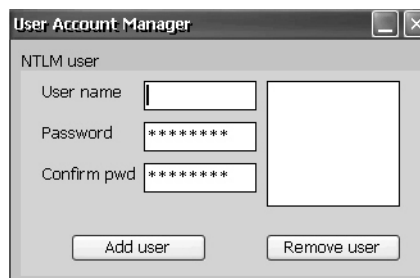 User Account Manager
NTLM user
User name
Password ********
Confirm pwd ********
Add user Remove user